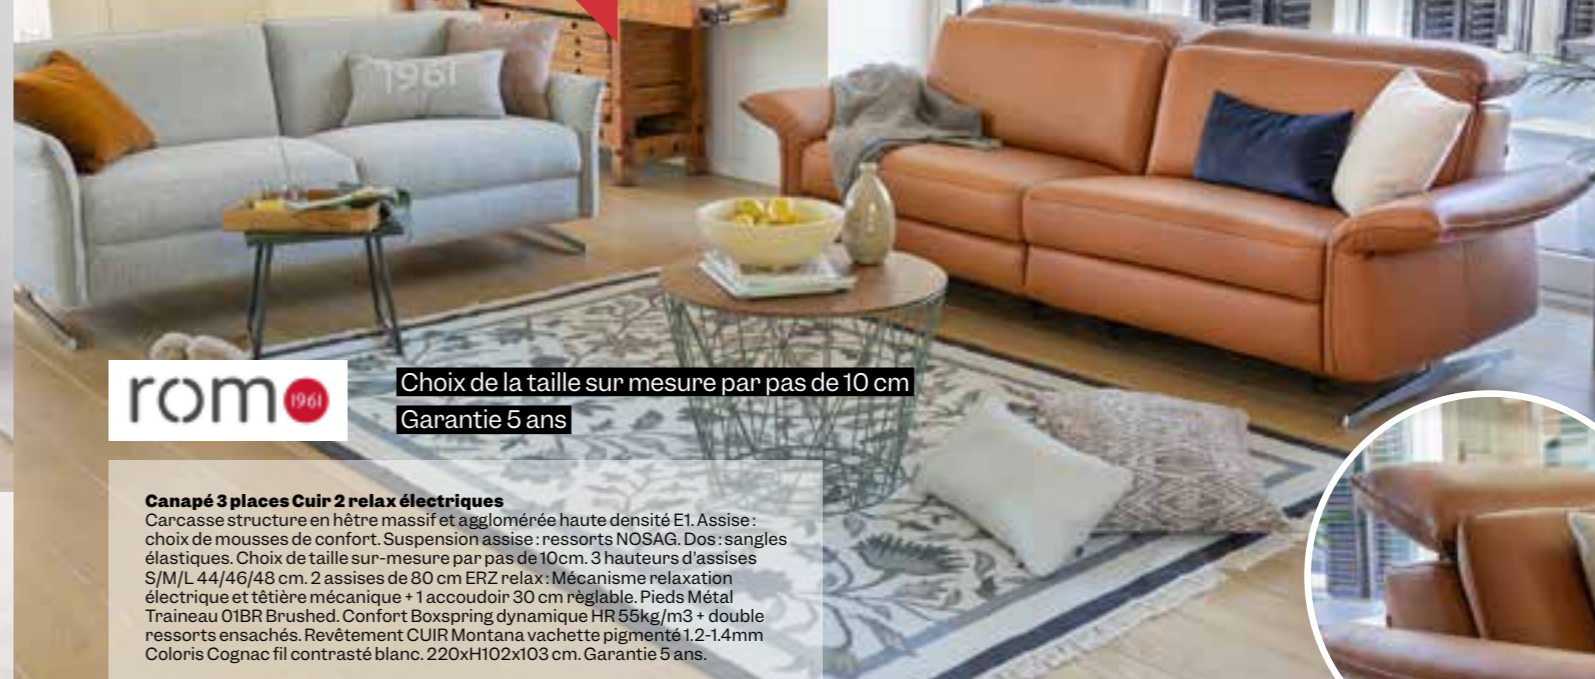 1961
rom
1961
Choix de la taille sur mesure par pas de 10 cm
Garantie 5 ans
Canapé 3 places Cuir 2 relax électriques
Carcasse structure en hêtre massif et agglomérée haute densité E1. Assise :
choix de mousses de confort. Suspension assise : ressorts NOSAG. Dos : sangles
élastiques. Choix de taille sur-mesure par pas de 10cm. 3 hauteurs d'assises
S/M/L 44/46/48 cm. 2 assises de 80 cm ERZ relax : Mécanisme relaxation
électrique et têtière mécanique + 1 accoudoir 30 cm règlable. Pieds Métal
Traineau 01BR Brushed. Confort Boxspring dynamique HR 55kg/m3 + double
ressorts ensachés. Revêtement CUIR Montana vachette pigmenté 1.2-1.4mm
Coloris Cognac fil contrasté blanc. 220xH102x103 cm. Garantie 5 ans.